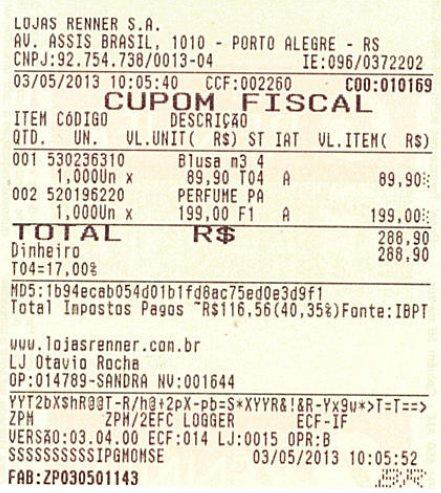 LOJAS RENNER S.A.
AV. ASSIS BRASIL, 1010 - PORTO ALEGRE - RS
CNPJ:92.754.738/0013-04 IE:096/0372202
03/05/2013 10:05:40 CCF:002260 COO:010169
CUPOM FISCAL
ITEM CÓDIGO DESCRIÇÃO
QTD. UN. VL.UNIT( R$) ST IAT VL.ITEM( R$)
001 530236310 Blusa m3 4
1,000Un x 89,90 T04 A 89,90
002 520196220 PERFUME PA
1,000Un x 199,00 F1 A 199,00
TOTAL R$ 288,90
Dinheiro 288,90
T04=17,00%
MD5:1b94ecab054d01b1fd8ac75ed0e3d9f1
Total Impostos Pagos ~R$116,56(40,35%)Fonte:IBPT
www.lojasrenner.com.br
LJ Otavio Rocha
OP:014789-SANDRA NV:001644
YYT2bX$hR@@T-R/h@+2pX-pb=S*XYYR&!&R-Yx9w*>T=T==>
ZPM ZPM/2EFC LOGGER ECF-IF
VERSÃO:03.04.00 ECF:014 LJ:0015 OPR:B
SSSSSSSSSSIPGMOMSE 03/05/2013 10:05:52
FAB:ZP030501143